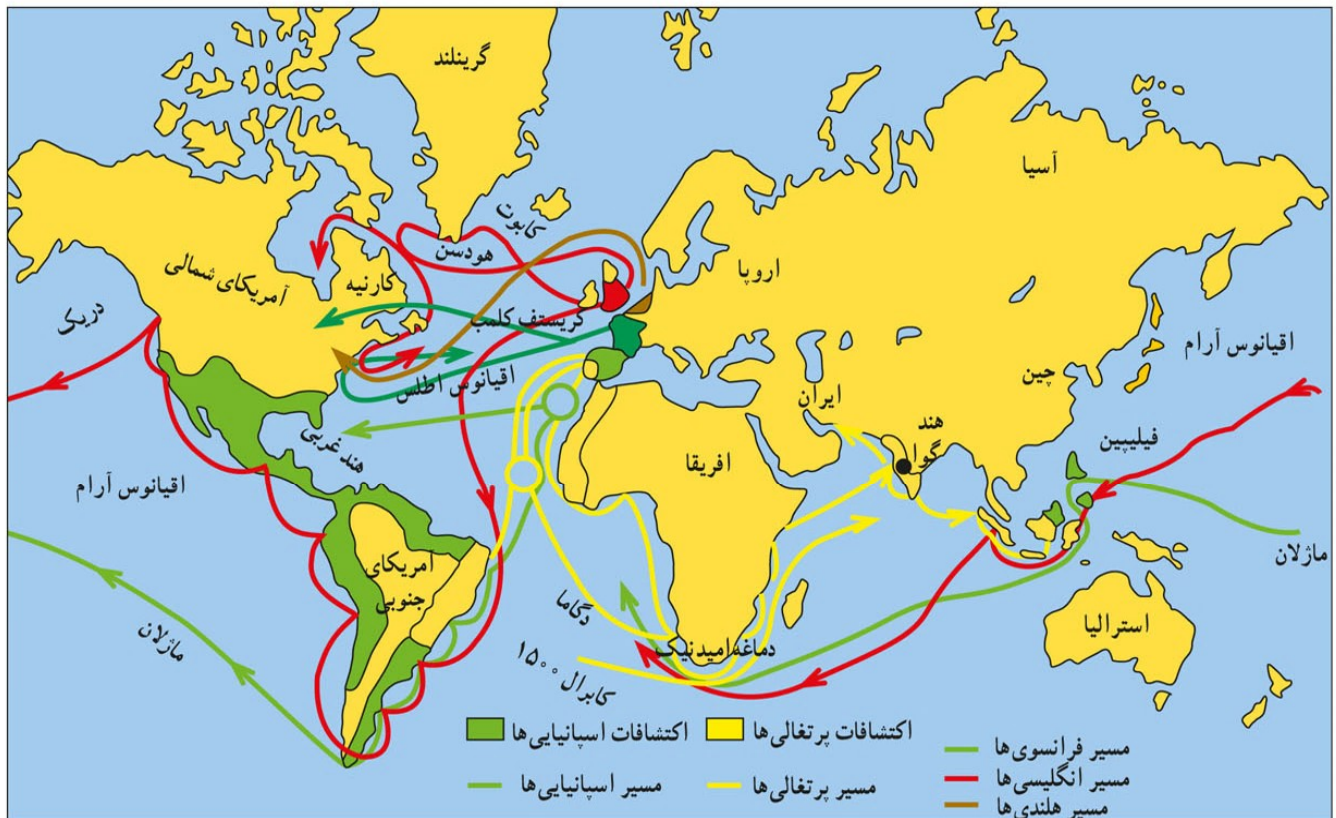 گرینلند
آسیا
کابوت
هودسن
اروپا
کارتیه
آمریکای شمالی
دریک
کریستف کلمب
اقیانوس آرام
چین
اقیانوس اطلس
ایران
هند
گوا
فیلیپین
هند غربی
افریقا
اقیانوس آرام
ماژلان
امریکای
جنوبی
دگاما
استرالیا
ماژلان
دماغه امیدنیک
کابرال ۱۵۰۰
اکتشافات پرتغالی‌ها
اکتشافات اسپانیایی‌ها
مسیر فرانسوی‌ها
مسیر انگلیسی‌ها
مسیر پرتغالی‌ها
مسیر اسپانیایی‌ها
مسیر هلندی‌ها